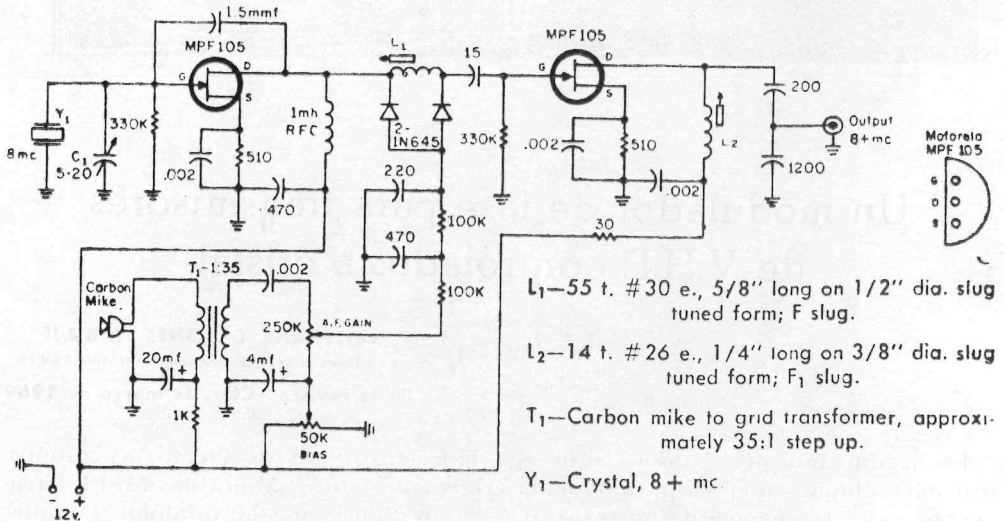 1.5mmf
MPF105
G
D
S
Y1
8mc
C1
5-20
330K
.002
510
470
1mh
RFC
L1
2-
1N645
15
220
100K
470
100K
MPF105
G
D
S
330K
.002
510
.002
L2
200
1200
Output
8+mc
30
Motorola
MPF 105
G
D
S
Carbon
Mike
T1-1:35
.002
250K
A.F. GAIN
20mf
+
4mf
+
1K
50K
BIAS
+
12v.
L1—55 t. #30 e., 5/8" long on 1/2" dia. slug
tuned form; F slug.
L2—14 t. #26 e., 1/4" long on 3/8" dia. slug
tuned form; F1 slug.
T1—Carbon mike to grid transformer, approxi-
mately 35:1 step up.
Y1—Crystal, 8 + mc